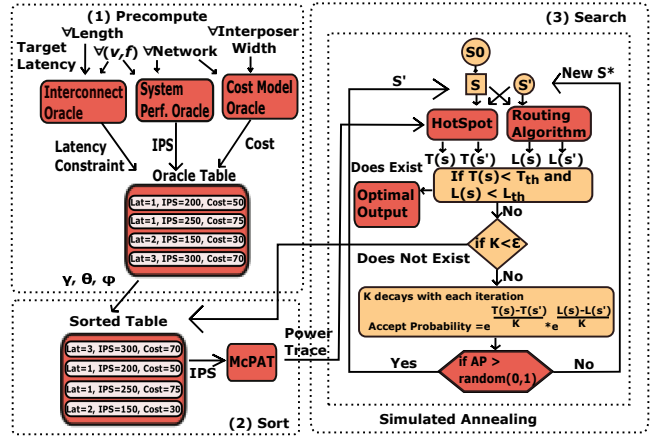 (1) Precompute
∀Length
Target
Latency
∀(v,f)
∀Network
∀Interposer
Width
Interconnect
Oracle
System
Perf. Oracle
Cost Model
Oracle
Latency
Constraint
IPS
Cost
Oracle Table
Lat=1, IPS=200, Cost=50
Lat=1, IPS=250, Cost=75
Lat=2, IPS=150, Cost=30
Lat=3, IPS=300, Cost=70
γ, θ, φ
Sorted Table
Lat=3, IPS=300, Cost=70
Lat=1, IPS=200, Cost=50
Lat=1, IPS=250, Cost=75
Lat=2, IPS=150, Cost=30
IPS
McPAT
Power
Trace
(2) Sort
(3) Search
S0
S'
S
S'
New S*
HotSpot
Routing
Algorithm
T(s) T(s') L(s) L(s')
Does Exist
Optimal
Output
If T(s)< Tth and
L(s) < Lth
No
if K<ε
Does Not Exist
No
K decays with each iteration
Accept Probability =e T(s)-T(s')/K *e L(s)-L(s')/K
Yes
if AP >
random(0,1)
No
Simulated Annealing